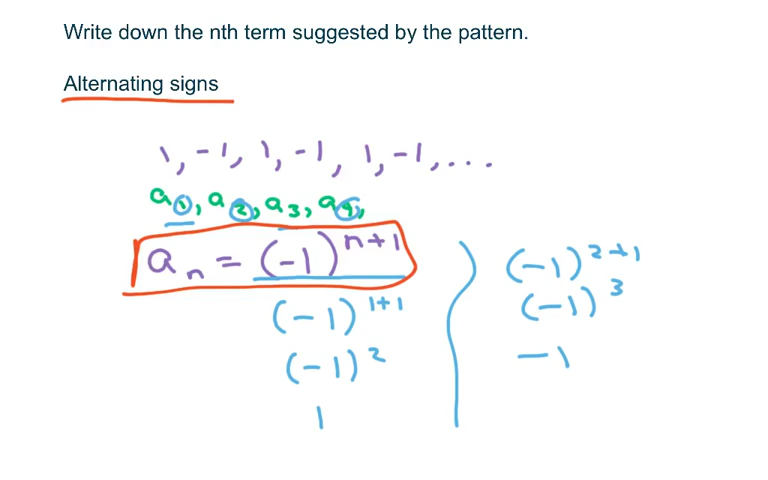 Write down the nth term suggested by the pattern.
Alternating signs
1, -1, 1, -1, 1, -1, ...
a₁, a₂, a₃, a₄,
aₙ = (-1)ⁿ⁺¹
(-1)¹⁺¹
(-1)²
1
(-1)²⁺¹
(-1)³
-1